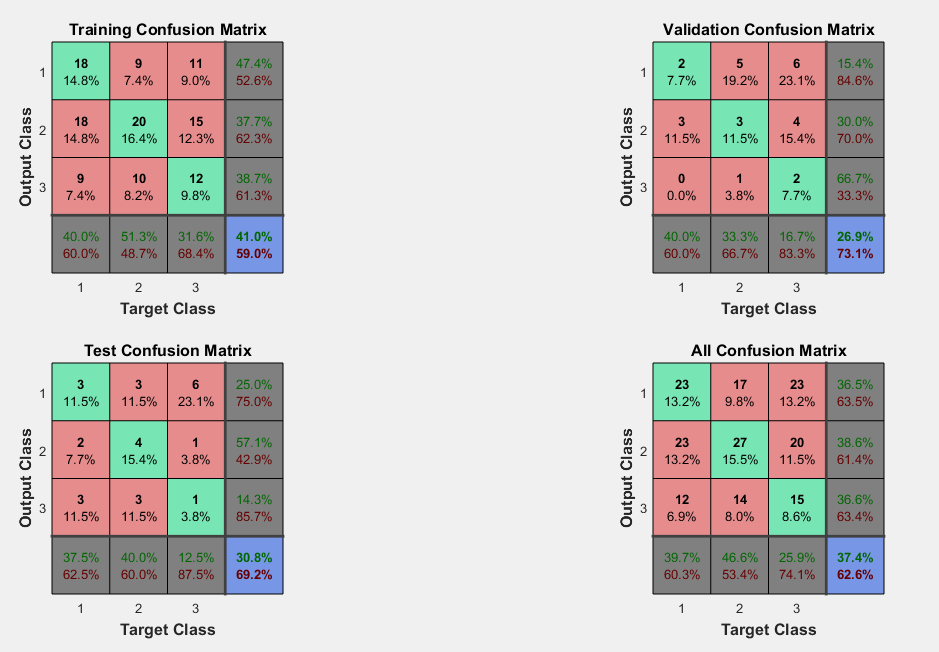 Training Confusion Matrix
Output Class
1
18 9 11 47.4%
14.8% 7.4% 9.0% 52.6%
2
18 20 15 37.7%
14.8% 16.4% 12.3% 62.3%
3
9 10 12 38.7%
7.4% 8.2% 9.8% 61.3%
40.0% 51.3% 31.6% 41.0%
60.0% 48.7% 68.4% 59.0%
1 2 3
Target Class
Validation Confusion Matrix
Output Class
1
2 5 6 15.4%
7.7% 19.2% 23.1% 84.6%
2
3 3 4 30.0%
11.5% 11.5% 15.4% 70.0%
3
0 1 2 66.7%
0.0% 3.8% 7.7% 33.3%
40.0% 33.3% 16.7% 26.9%
60.0% 66.7% 83.3% 73.1%
1 2 3
Target Class
Test Confusion Matrix
Output Class
1
3 3 6 25.0%
11.5% 11.5% 23.1% 75.0%
2
2 4 1 57.1%
7.7% 15.4% 3.8% 42.9%
3
3 3 1 14.3%
11.5% 11.5% 3.8% 85.7%
37.5% 40.0% 12.5% 30.8%
62.5% 60.0% 87.5% 69.2%
1 2 3
Target Class
All Confusion Matrix
Output Class
1
23 17 23 36.5%
13.2% 9.8% 13.2% 63.5%
2
23 27 20 38.6%
13.2% 15.5% 11.5% 61.4%
3
12 14 15 36.6%
6.9% 8.0% 8.6% 63.4%
39.7% 46.6% 25.9% 37.4%
60.3% 53.4% 74.1% 62.6%
1 2 3
Target Class